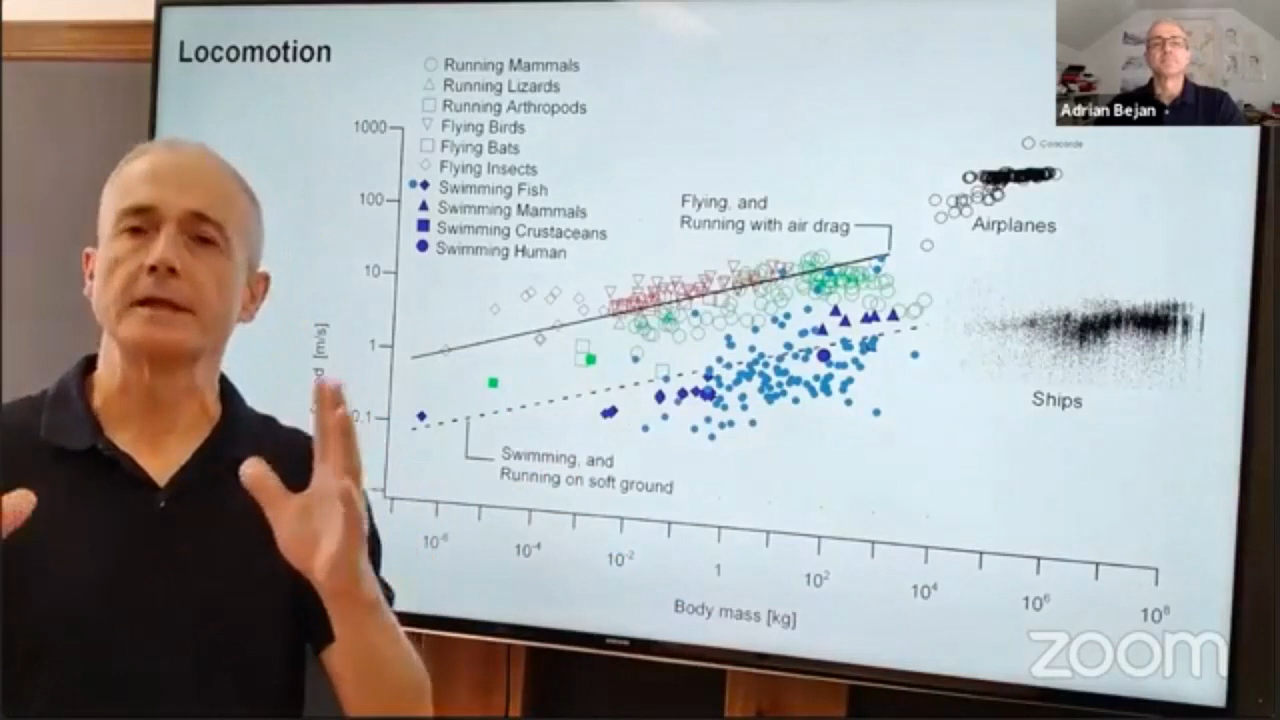 Locomotion
Running Mammals
Running Lizards
Running Arthropods
Flying Birds
Flying Bats
Flying Insects
Swimming Fish
Swimming Mammals
Swimming Crustaceans
Swimming Human
1000
100
10
1
0.1
[m/s]
Flying, and
Running with air drag
Swimming, and
Running on soft ground
Concorde
Airplanes
Ships
10⁻⁶
10⁻⁴
10⁻²
1
10²
10⁴
10⁶
10⁸
Body mass [kg]
Adrian Bejan
zoom